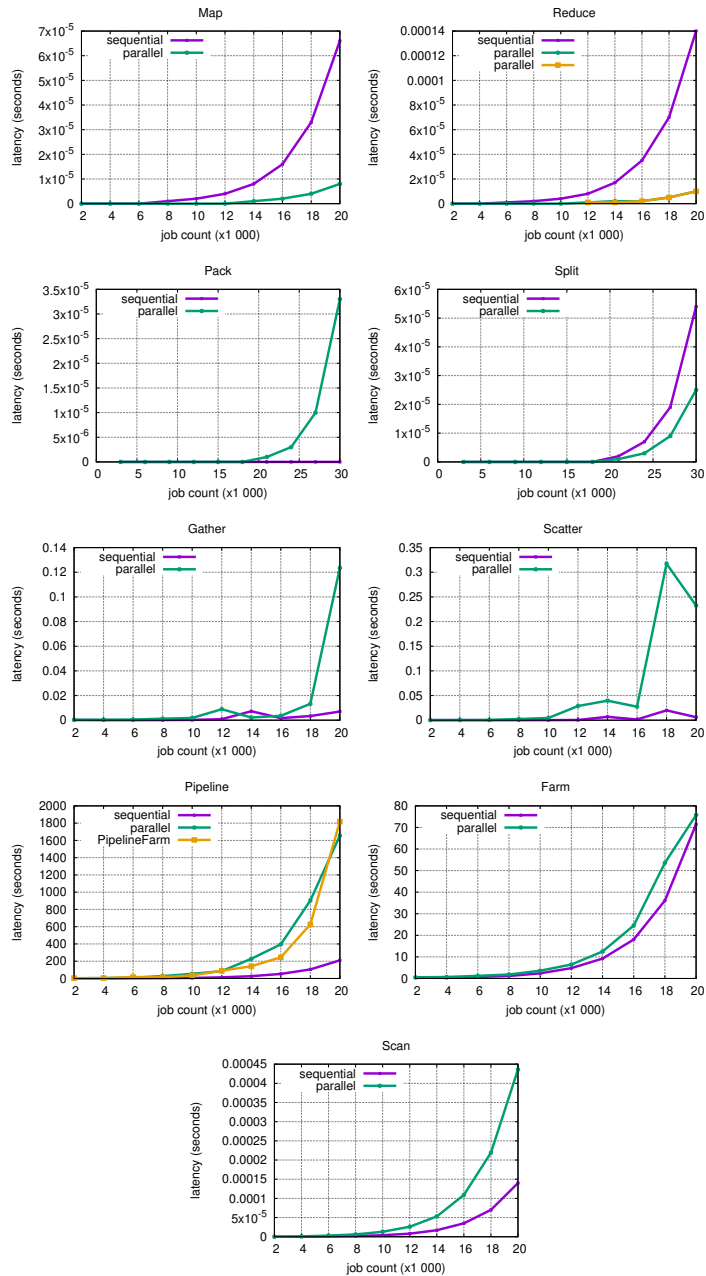 Map
7x10-5
6x10-5
5x10-5
4x10-5
3x10-5
2x10-5
1x10-5
0
latency (seconds)
sequential
parallel
2 4 6 8 10 12 14 16 18 20
job count (x1 000)
Reduce
0.00014
0.00012
0.0001
8x10-5
6x10-5
4x10-5
2x10-5
0
latency (seconds)
sequential
parallel
parallel
2 4 6 8 10 12 14 16 18 20
job count (x1 000)
Pack
3.5x10-5
3x10-5
2.5x10-5
2x10-5
1.5x10-5
1x10-5
5x10-6
0
latency (seconds)
sequential
parallel
0 5 10 15 20 25 30
job count (x1 000)
Split
6x10-5
5x10-5
4x10-5
3x10-5
2x10-5
1x10-5
0
latency (seconds)
sequential
parallel
0 5 10 15 20 25 30
job count (x1 000)
Gather
0.14
0.12
0.1
0.08
0.06
0.04
0.02
0
latency (seconds)
sequential
parallel
2 4 6 8 10 12 14 16 18 20
job count (x1 000)
Scatter
0.35
0.3
0.25
0.2
0.15
0.1
0.05
0
latency (seconds)
sequential
parallel
2 4 6 8 10 12 14 16 18 20
job count (x1 000)
Pipeline
2000
1800
1600
1400
1200
1000
800
600
400
200
0
latency (seconds)
sequential
parallel
PipelineFarm
2 4 6 8 10 12 14 16 18 20
job count (x1 000)
Farm
80
70
60
50
40
30
20
10
0
latency (seconds)
sequential
parallel
2 4 6 8 10 12 14 16 18 20
job count (x1 000)
Scan
0.00045
0.0004
0.00035
0.0003
0.00025
0.0002
0.00015
0.0001
5x10-5
0
latency (seconds)
sequential
parallel
2 4 6 8 10 12 14 16 18 20
job count (x1 000)